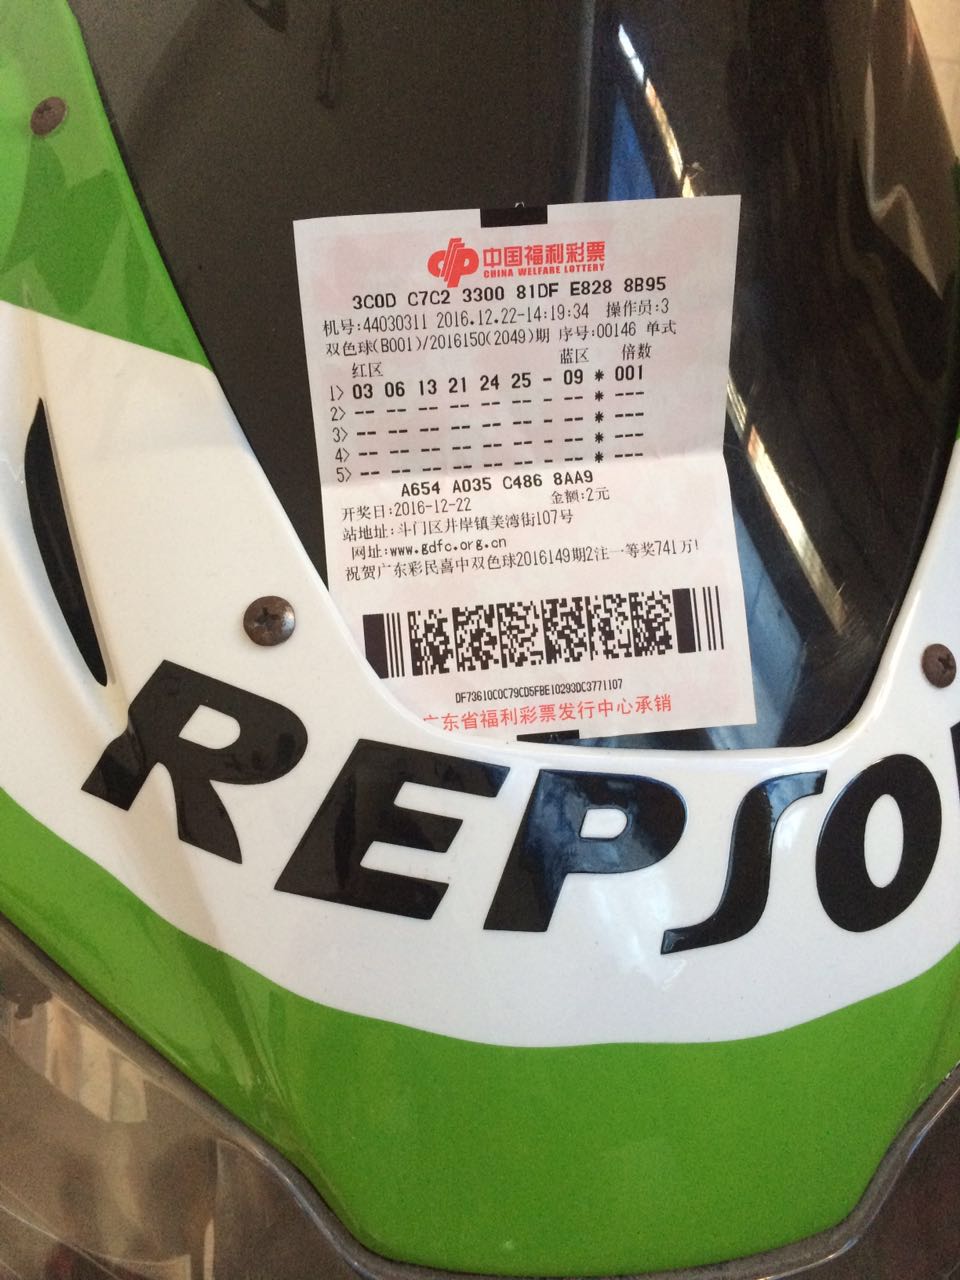 中国福利彩票
CHINA WELFARE LOTTERY
3C0D C7C2 3300 81DF E828 8B95
机号:44030311 2016.12.22-14:19:34 操作员:3
双色球(B001)/2016150(2049)期 序号:00146 单式
红区 蓝区 倍数
1> 03 06 13 21 24 25 - 09 * 001
2> -- -- -- -- -- -- - -- * ---
3> -- -- -- -- -- -- - -- * ---
4> -- -- -- -- -- -- - -- * ---
5> -- -- -- -- -- -- - -- * ---
A654 A035 C486 8AA9
开奖日:2016-12-22 金额:2元
站地址:斗门区井岸镇美湾街107号
网址:www.gdfc.org.cn
祝贺广东彩民喜中双色球2016149期2注一等奖741万!
DF73610C0C79CD5FBE10293DC3771107
广东省福利彩票发行中心承销
REPSO